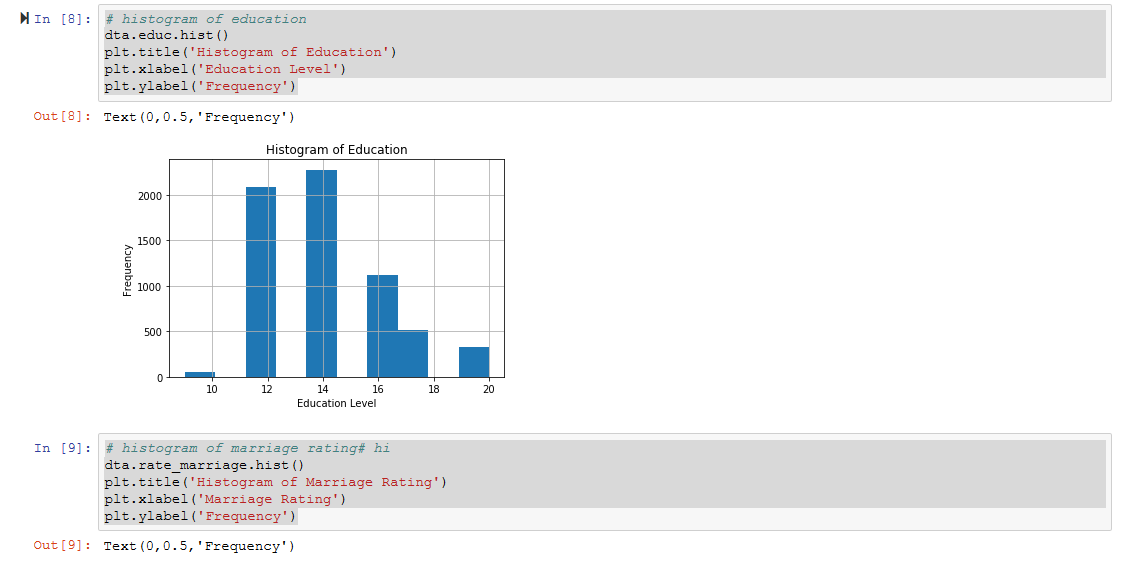 In [8]: # histogram of education
dta.educ.hist()
plt.title('Histogram of Education')
plt.xlabel('Education Level')
plt.ylabel('Frequency')
Out[8]: Text(0,0.5,'Frequency')
Histogram of Education
2000
1500
1000
500
0
Frequency
10 12 14 16 18 20
Education Level
In [9]: # histogram of marriage rating# hi
dta.rate_marriage.hist()
plt.title('Histogram of Marriage Rating')
plt.xlabel('Marriage Rating')
plt.ylabel('Frequency')
Out[9]: Text(0,0.5,'Frequency')